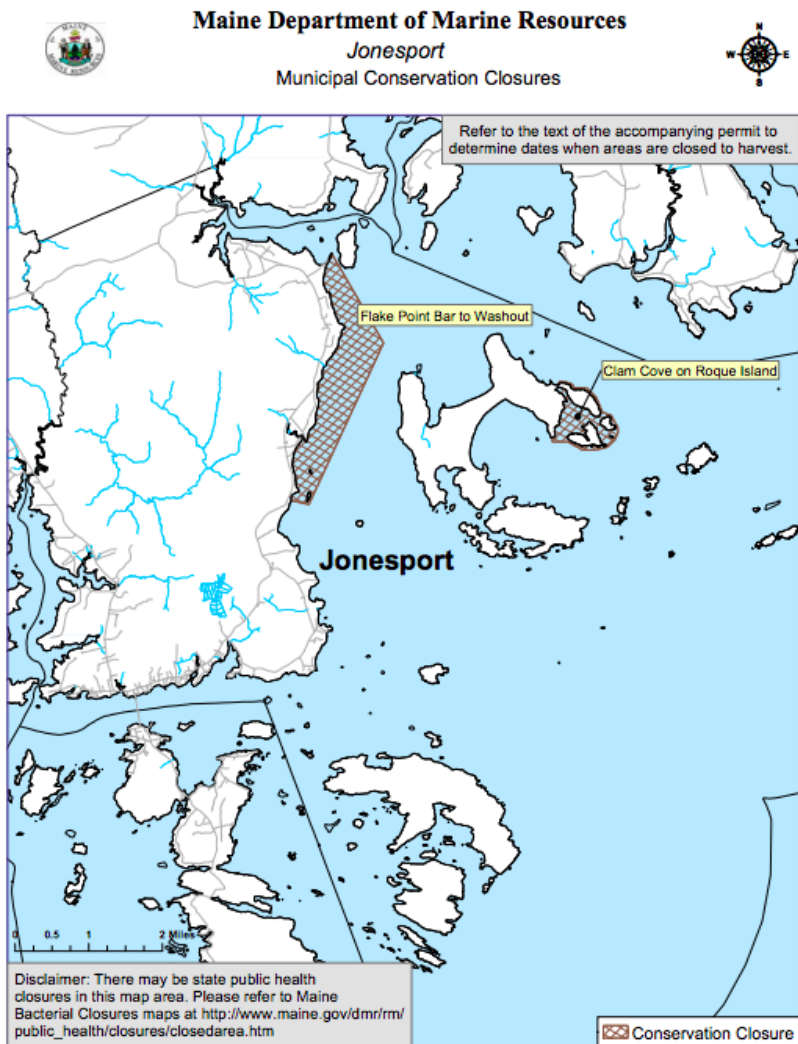 Maine Department of Marine Resources
Jonesport
Municipal Conservation Closures
MAINE
MARINE RESOURCES
N
W E
S
Refer to the text of the accompanying permit to
determine dates when areas are closed to harvest.
Flake Point Bar to Washout
Clam Cove on Roque Island
Jonesport
0 0.5 1 2 Miles
Disclaimer: There may be state public health
closures in this map area. Please refer to Maine
Bacterial Closures maps at http://www.maine.gov/dmr/rm/
public_health/closures/closedarea.htm
Conservation Closure